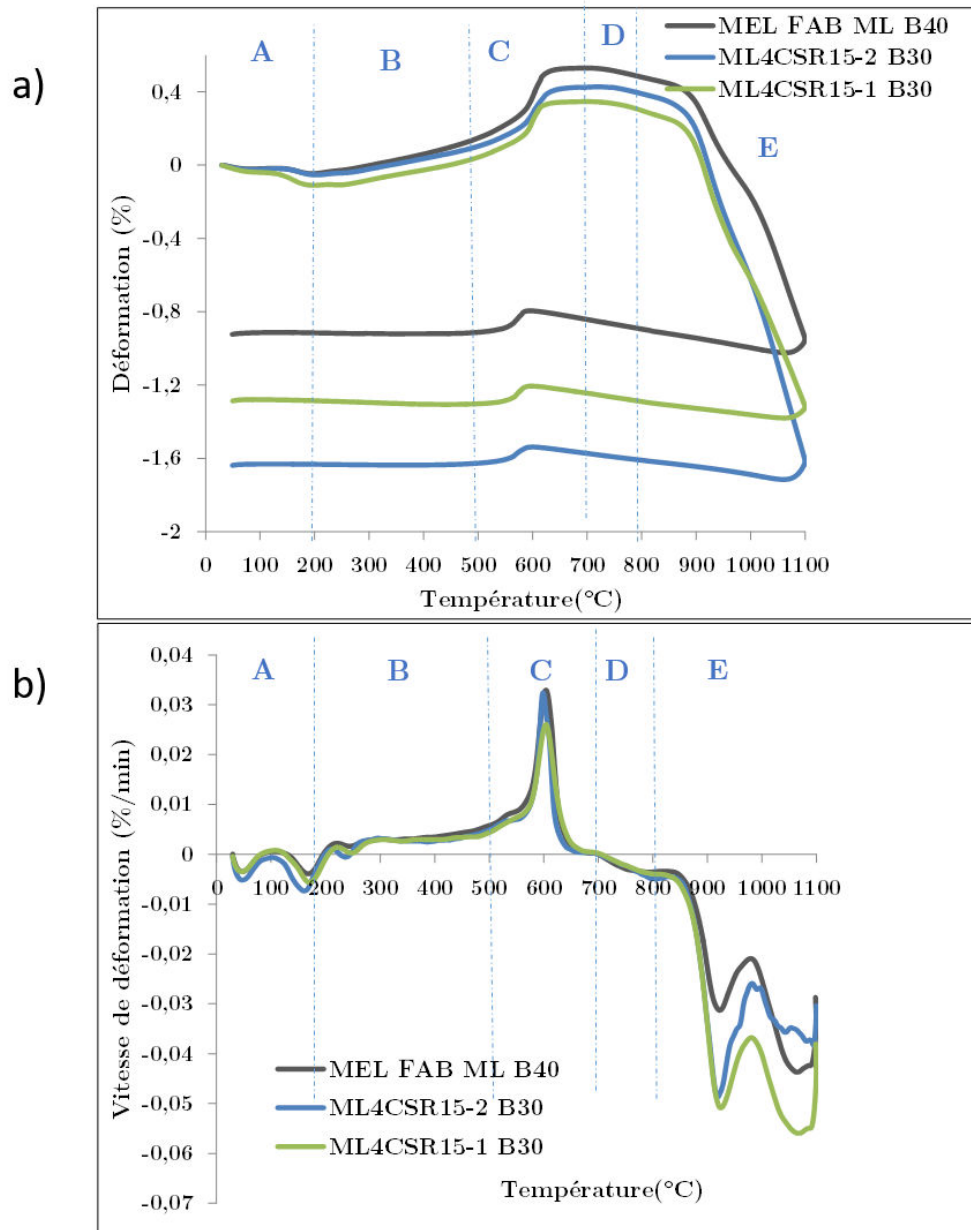 a)
MEL FAB ML B40
ML4CSR15-2 B30
ML4CSR15-1 B30
A
B
C
D
E
Déformation (%)
0,4
0
-0,4
-0,8
-1,2
-1,6
-2
0 100 200 300 400 500 600 700 800 900 1000 1100
Température(°C)
b)
A
B
C
D
E
Vitesse de déformation (%/min)
0,04
0,03
0,02
0,01
0
-0,01
-0,02
-0,03
-0,04
-0,05
-0,06
-0,07
0 100 200 300 400 500 600 700 800 900 1000 1100
MEL FAB ML B40
ML4CSR15-2 B30
ML4CSR15-1 B30
Température(°C)